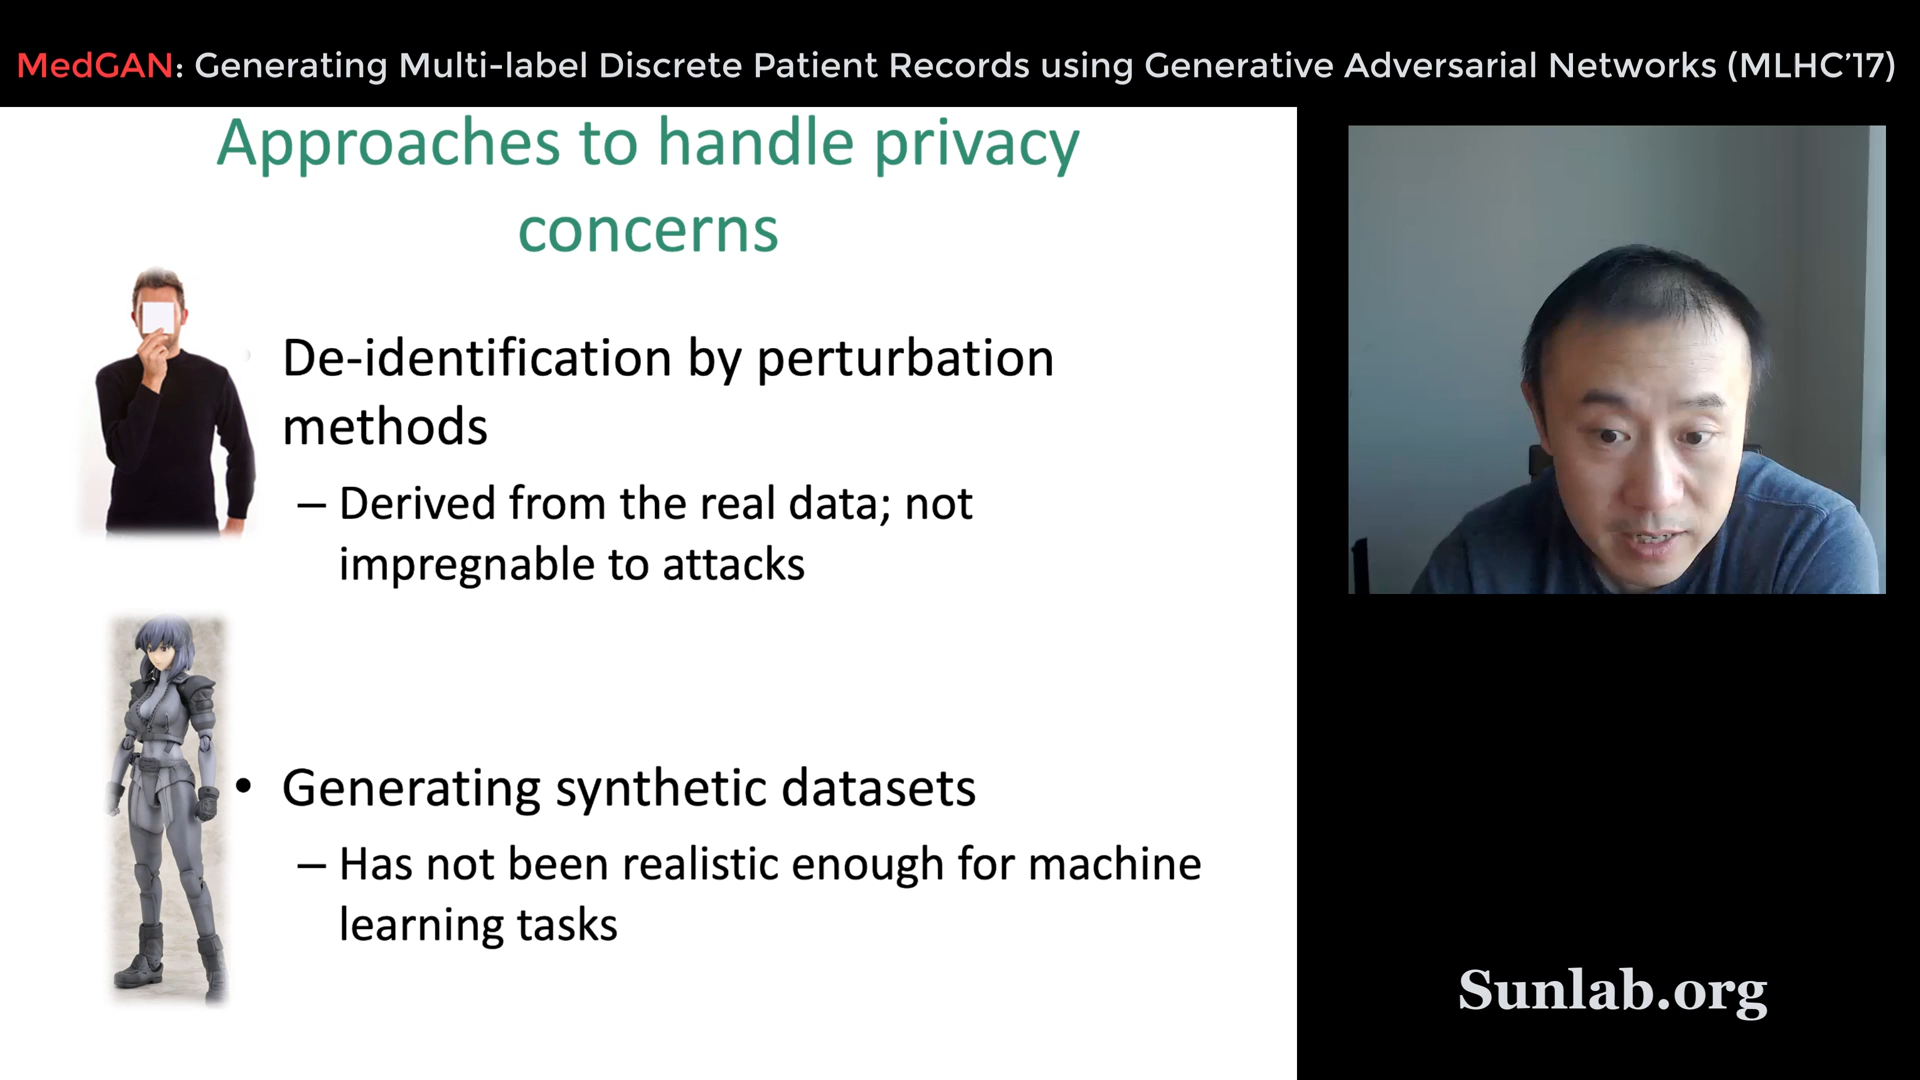 MedGAN: Generating Multi-label Discrete Patient Records using Generative Adversarial Networks (MLHC’17)
Approaches to handle privacy
concerns
De-identification by perturbation
methods
– Derived from the real data; not
impregnable to attacks
• Generating synthetic datasets
– Has not been realistic enough for machine
learning tasks
Sunlab.org